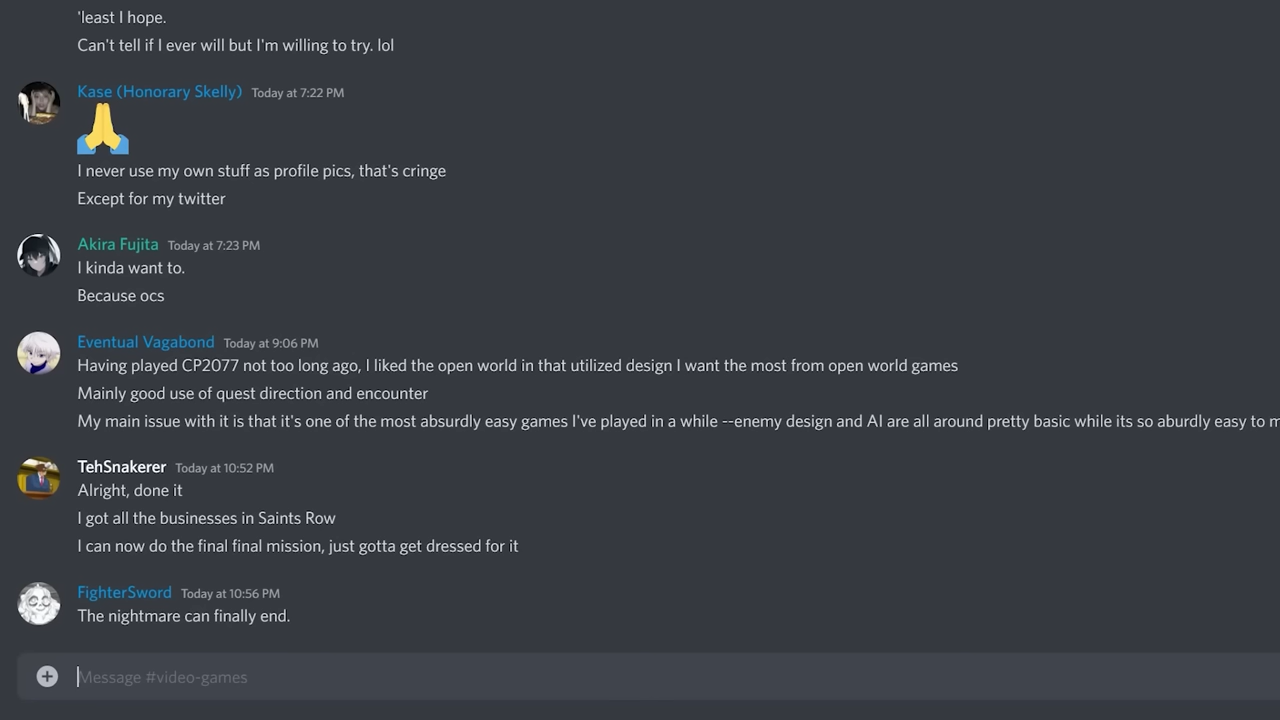 'least I hope.
Can't tell if I ever will but I'm willing to try. lol
Kase (Honorary Skelly) Today at 7:22 PM
I never use my own stuff as profile pics, that's cringe
Except for my twitter
Akira Fujita Today at 7:23 PM
I kinda want to.
Because ocs
Eventual Vagabond Today at 9:06 PM
Having played CP2077 not too long ago, I liked the open world in that utilized design I want the most from open world games
Mainly good use of quest direction and encounter
My main issue with it is that it's one of the most absurdly easy games I've played in a while --enemy design and AI are all around pretty basic while its so aburdly easy to
TehSnakerer Today at 10:52 PM
Alright, done it
I got all the businesses in Saints Row
I can now do the final final mission, just gotta get dressed for it
FighterSword Today at 10:56 PM
The nightmare can finally end.
Message #video-games